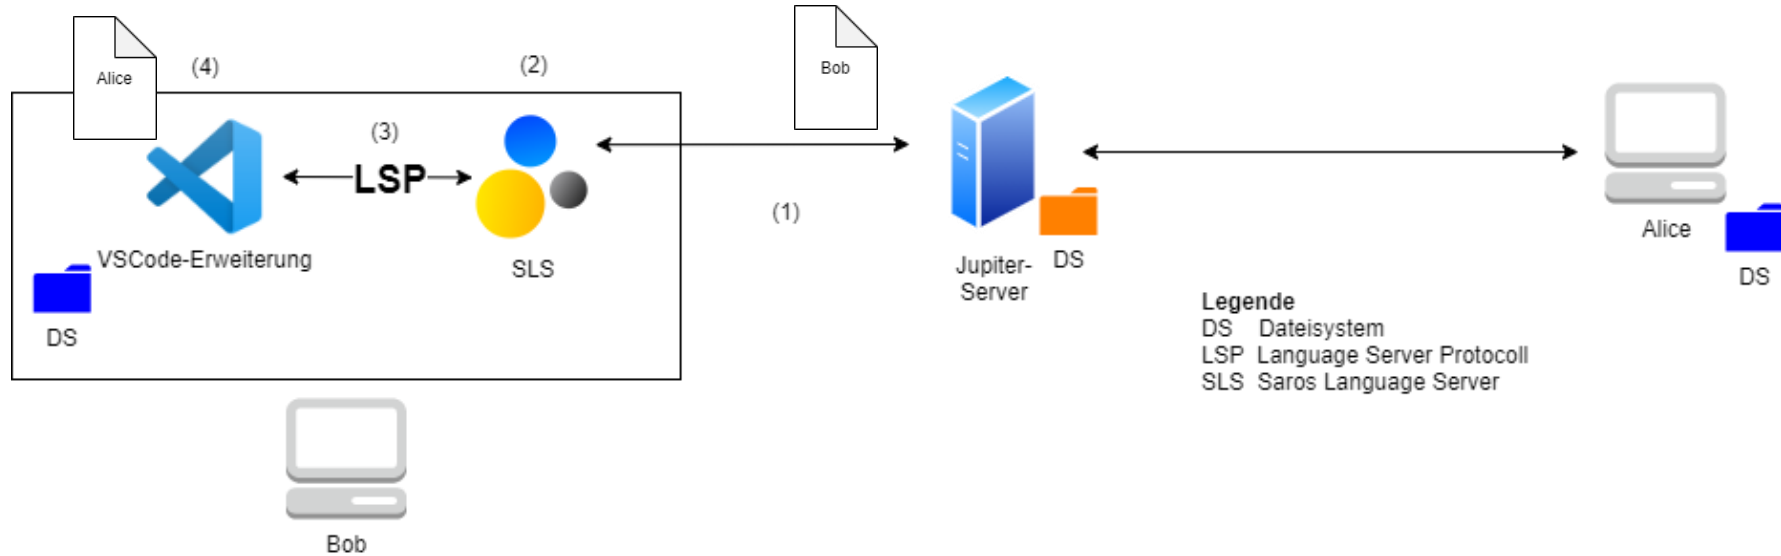 Alice
(4)
(2)
Bob
(3)
LSP
(1)
VSCode-Erweiterung
SLS
DS
Jupiter-
Server
DS
Alice
DS
Legende
DS Dateisystem
LSP Language Server Protocoll
SLS Saros Language Server
Bob